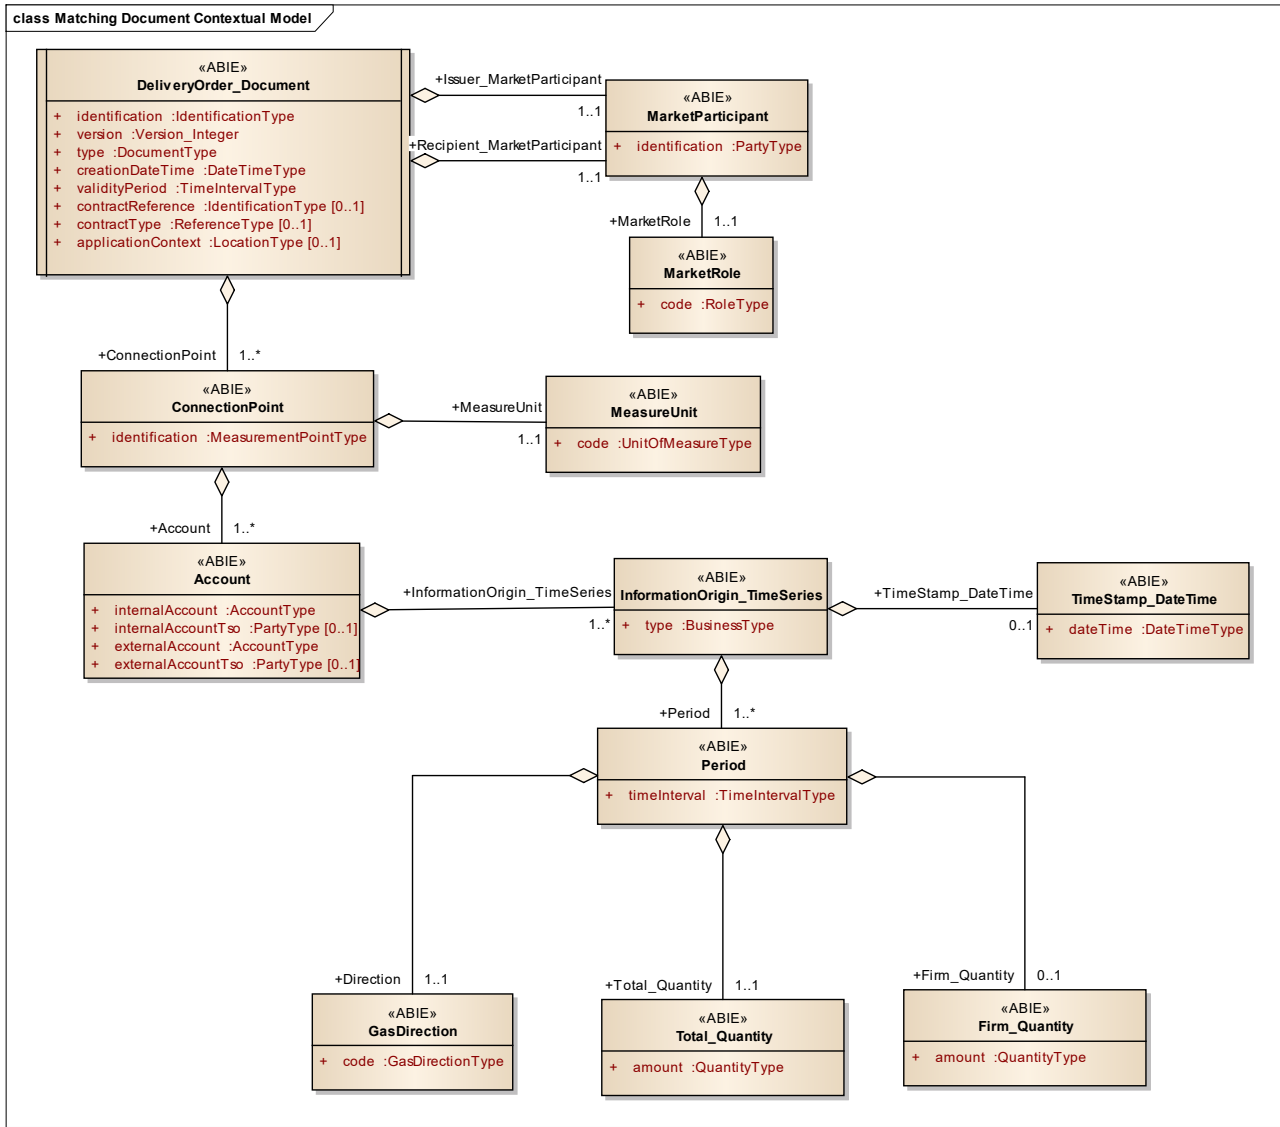 class Matching Document Contextual Model
«ABIE»
DeliveryOrder_Document
+ identification :IdentificationType
+ version :Version_Integer
+ type :DocumentType
+ creationDateTime :DateTimeType
+ validityPeriod :TimeIntervalType
+ contractReference :IdentificationType [0..1]
+ contractType :ReferenceType [0..1]
+ applicationContext :LocationType [0..1]
+Issuer_MarketParticipant
1..1
+Recipient_MarketParticipant
1..1
«ABIE»
MarketParticipant
+ identification :PartyType
+MarketRole 1..1
«ABIE»
MarketRole
+ code :RoleType
+ConnectionPoint 1..*
«ABIE»
ConnectionPoint
+ identification :MeasurementPointType
+MeasureUnit
1..1
«ABIE»
MeasureUnit
+ code :UnitOfMeasureType
+Account 1..*
«ABIE»
Account
+ internalAccount :AccountType
+ internalAccountTso :PartyType [0..1]
+ externalAccount :AccountType
+ externalAccountTso :PartyType [0..1]
+InformationOrigin_TimeSeries
1..*
«ABIE»
InformationOrigin_TimeSeries
+ type :BusinessType
+TimeStamp_DateTime
0..1
«ABIE»
TimeStamp_DateTime
+ dateTime :DateTimeType
+Period 1..*
«ABIE»
Period
+ timeInterval :TimeIntervalType
+Direction 1..1
«ABIE»
GasDirection
+ code :GasDirectionType
+Total_Quantity 1..1
«ABIE»
Total_Quantity
+ amount :QuantityType
+Firm_Quantity 0..1
«ABIE»
Firm_Quantity
+ amount :QuantityType